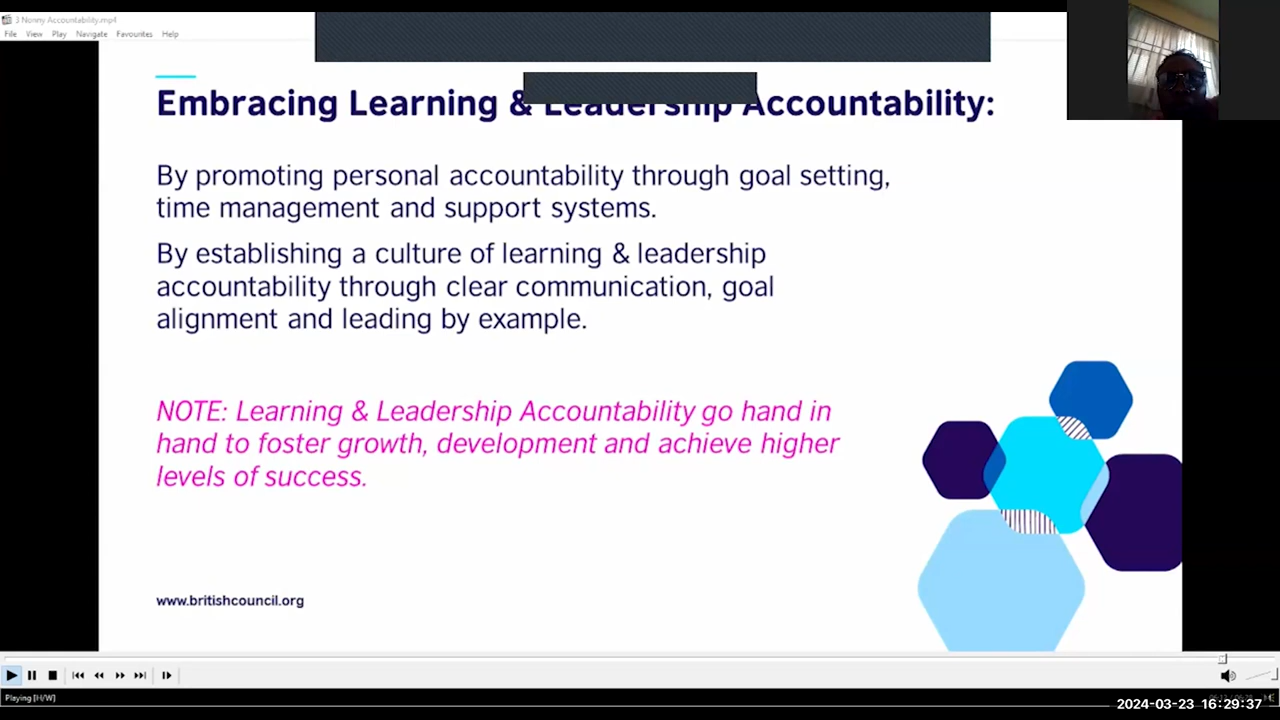 3 Nonny Accountability.mp4
File View Play Navigate Favourites Help
Embracing Learning & Leadership Accountability:
By promoting personal accountability through goal setting,
time management and support systems.
By establishing a culture of learning & leadership
accountability through clear communication, goal
alignment and leading by example.
NOTE: Learning & Leadership Accountability go hand in
hand to foster growth, development and achieve higher
levels of success.
www.britishcouncil.org
Playing [H/W]
2024-03-23 16:29:37